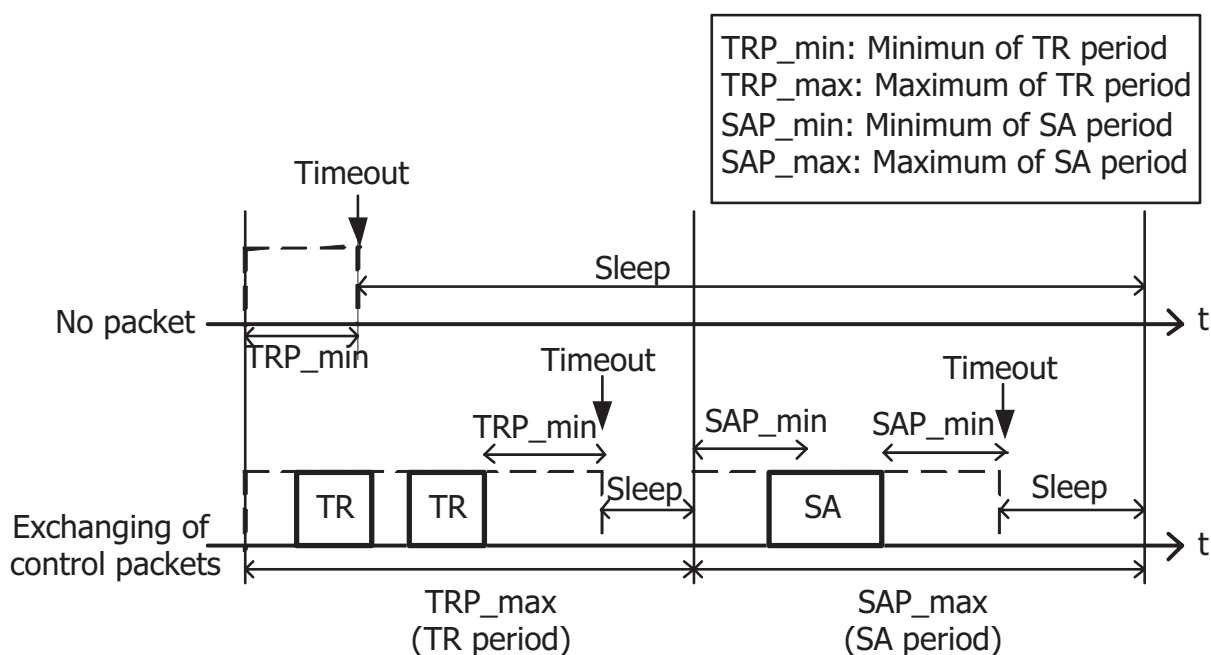 TRP_min: Minimun of TR period
TRP_max: Maximum of TR period
SAP_min: Minimum of SA period
SAP_max: Maximum of SA period
Timeout
Sleep
No packet
t
TRP_min
Timeout
Timeout
TRP_min
SAP_min
SAP_min
Sleep
Sleep
TR
TR
SA
Exchanging of
control packets
t
TRP_max
(TR period)
SAP_max
(SA period)